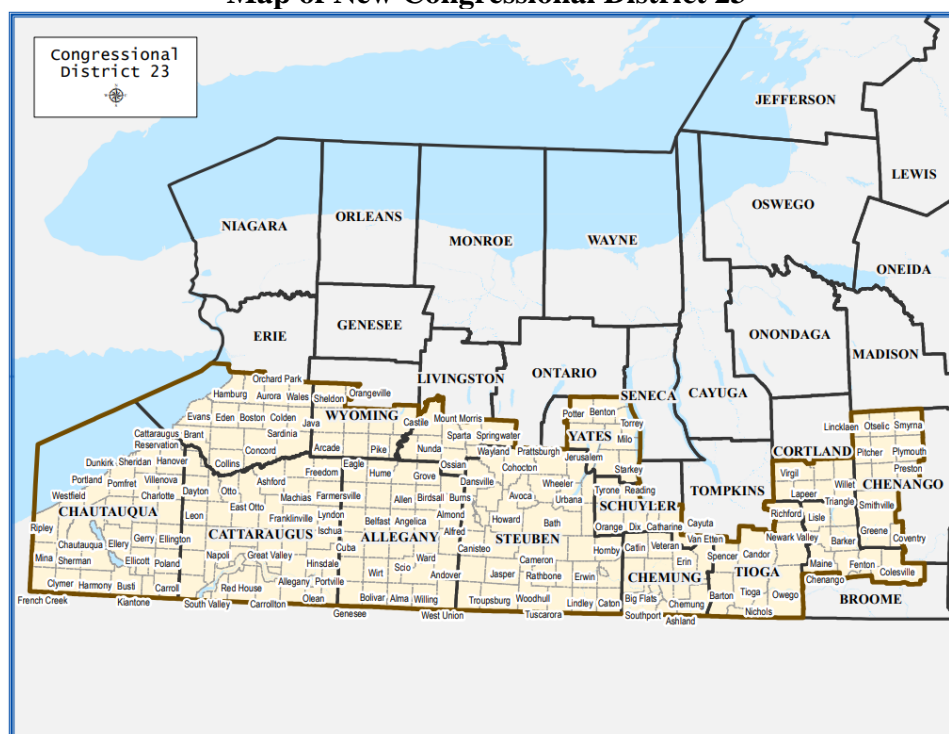 Map of New Congressional District 23
Congressional
District 23
JEFFERSON
LEWIS
OSWEGO
ORLEANS
NIAGARA
MONROE
WAYNE
ONEIDA
GENESEE
ERIE
ONONDAGA
MADISON
ONTARIO
LIVINGSTON
SENECA
CAYUGA
Orchard Park
Hamburg
Aurora
Wales
Sheldon
Orangeville
WYOMING
Castile
Mount Morris
Potter
Benton
Torrey
Evans
Eden
Boston
Colden
Java
Sardinia
Sparta
Springwater
YATES
Milo
Lincklaen
Otselic
Smyrna
Cattaraugus
Reservation
Brant
Concord
Collins
Arcade
Pike
Nunda
Wayland
Prattsburgh
Jerusalem
CORTLAND
Pitcher
Plymouth
Dunkirk
Sheridan
Hanover
Eagle
Ossian
Cohocton
Starkey
TOMPKINS
Virgil
Preston
CHENANGO
Portland
Pomfret
Villenova
Dayton
Otto
Ashford
Freedom
Hume
Grove
Dansville
Wheeler
Tyrone
Reading
Willet
Lapeer
Triangle
Smithville
Westfield
Charlotte
Leon
East Otto
Machias
Farmersville
Allen
Birdsall
Burns
Avoca
Urbana
SCHUYLER
Richford
Lisle
Greene
Coventry
CHAUTAUQUA
Franklinville
Lyndon
Belfast
Angelica
Almond
Howard
Bath
Orange
Dix
Catharine
Cayuta
Ripley
CATTARAUGUS
Ischua
ALLEGANY
Alfred
STEUBEN
Van Etten
Newark Valley
Barker
Chautauqua
Ellery
Gerry
Ellington
Napoli
Great Valley
Cuba
Canisteo
Hornby
Catin
Veteran
Erin
Spencer
Candor
Maine
Fenton
Mina
Sherman
Ellicott
Poland
Hinsdale
Wirt
Scio
Ward
Andover
Jasper
Cameron
Rathbone
Erwin
CHEMUNG
TIOGA
Chenango
Colesville
Clymer
Harmony
Busti
Carroll
Red House
Allegany
Portville
Bolivar
Alma
Willing
Troupsburg
Woodhull
Lindley
Caton
Big Flats
Chemung
Barton
Tioga
Owego
BROOME
French Creek
Kiantone
South Valley
Carrollton
Olean
Genesee
West Union
Tuscarora
Southport
Ashland
Nichols